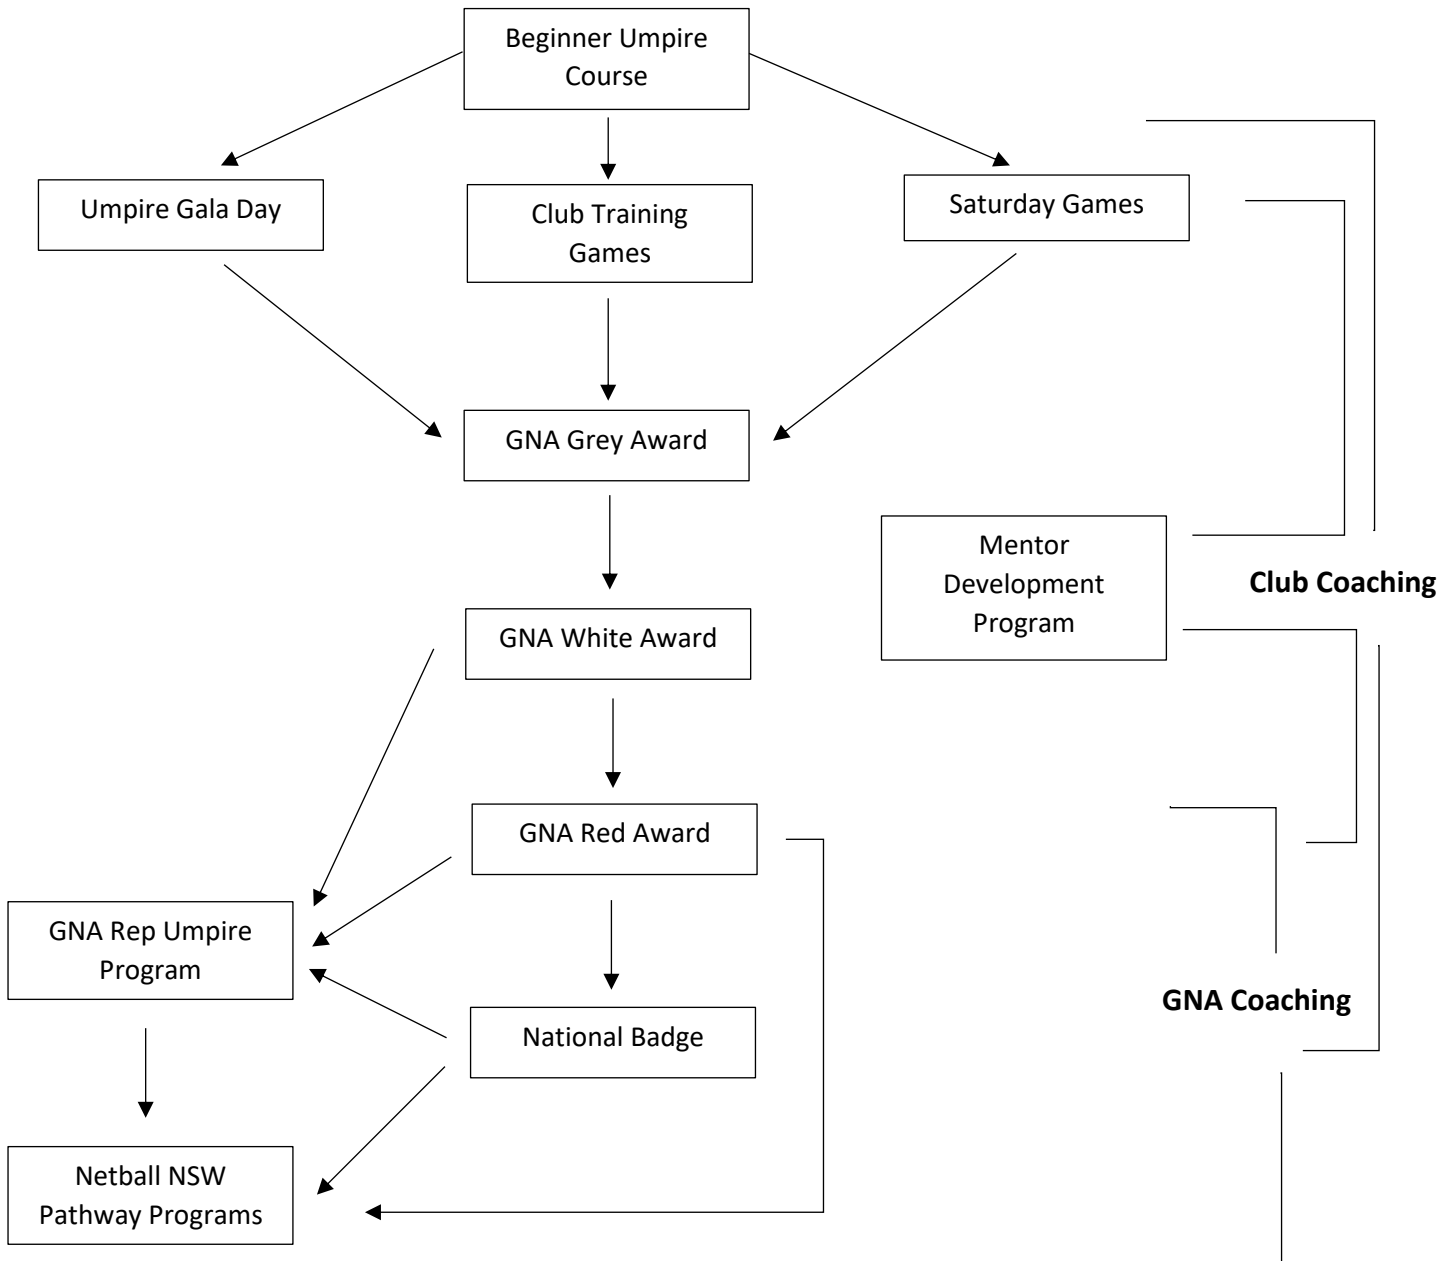 Beginner Umpire
Course
Umpire Gala Day
Club Training
Games
Saturday Games
GNA Grey Award
Mentor
Development
Program
Club Coaching
GNA White Award
GNA Red Award
GNA Rep Umpire
Program
GNA Coaching
National Badge
Netball NSW
Pathway Programs